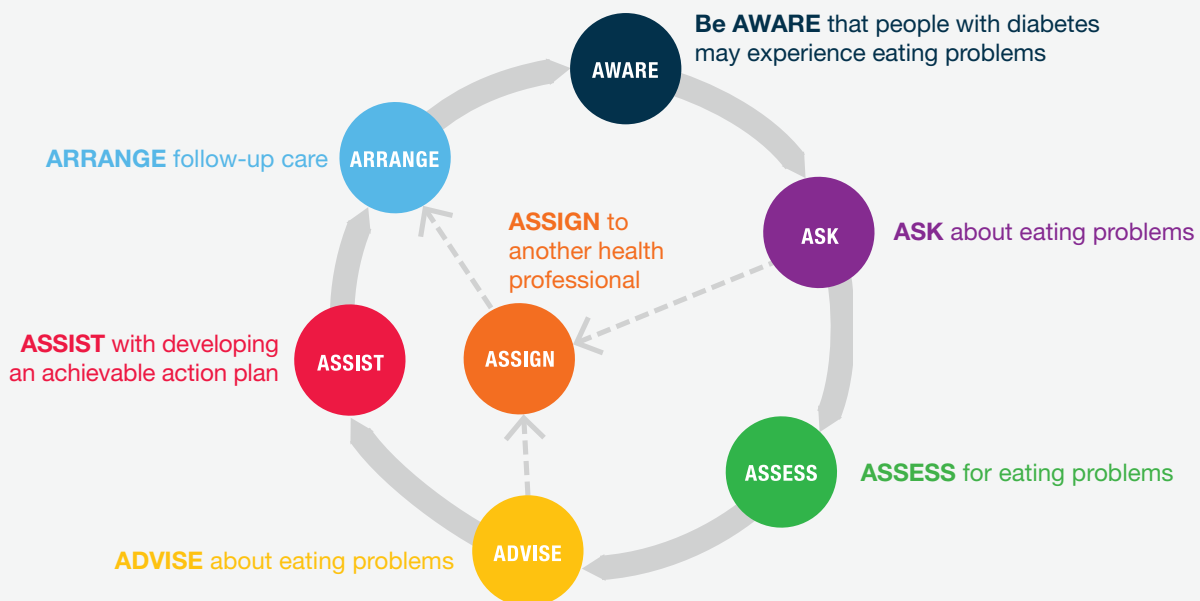 Be AWARE that people with diabetes
may experience eating problems
AWARE
ARRANGE follow-up care
ARRANGE
ASSIGN to
another health
professional
ASK
ASK about eating problems
ASSIST with developing
an achievable action plan
ASSIST
ASSIGN
ASSESS
ASSESS for eating problems
ADVISE about eating problems
ADVISE